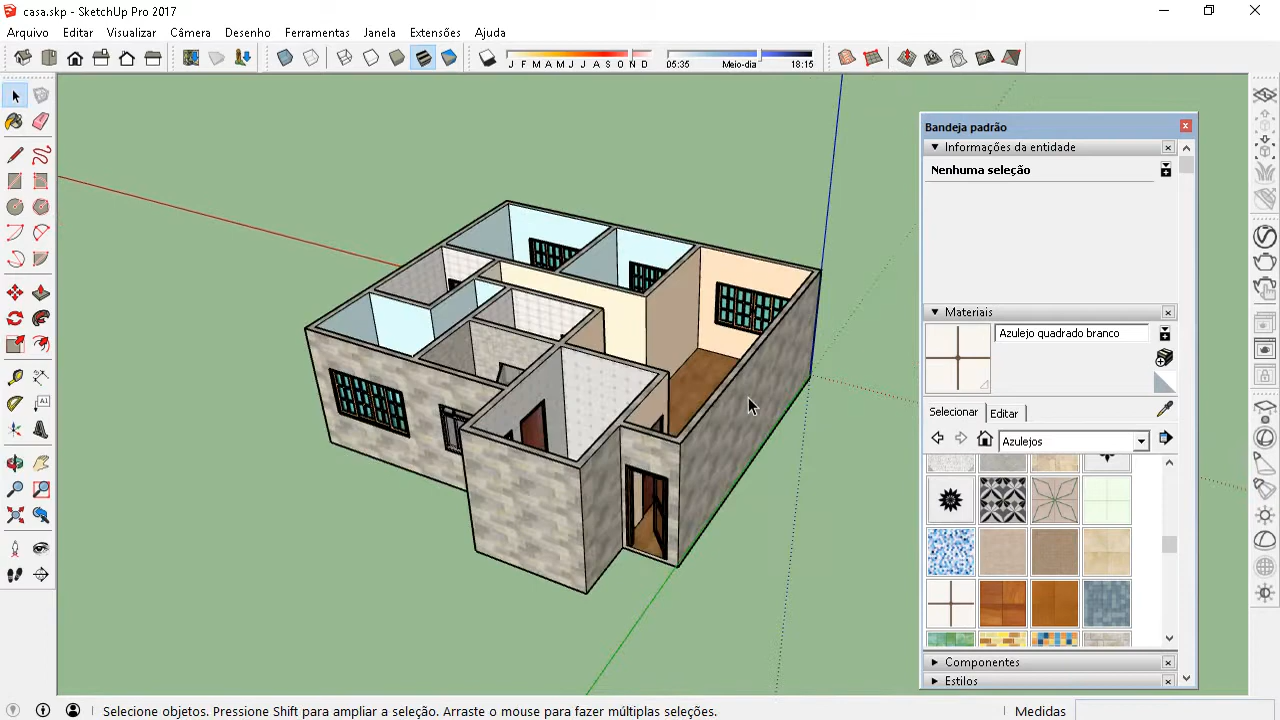 casa.skp - SketchUp Pro 2017
Arquivo Editar Visualizar Câmera Desenho Ferramentas Janela Extensões Ajuda
J F M A M J J A S O N D
05:35 Meio-dia 18:15
Bandeja padrão
Informações da entidade
Nenhuma seleção
Materiais
Azulejo quadrado branco
Selecionar Editar
Azulejos
Componentes
Estilos
Selecione objetos. Pressione Shift para ampliar a seleção. Arraste o mouse para fazer múltiplas seleções.
Medidas